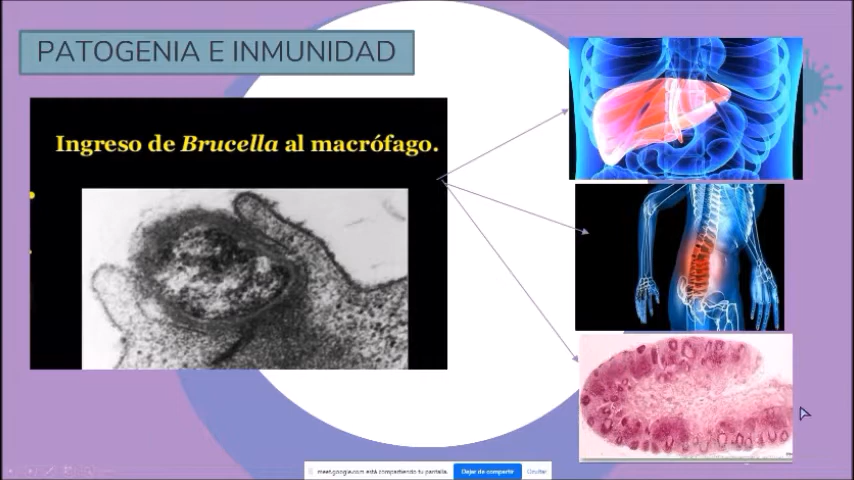 PATOGENIA E INMUNIDAD
Ingreso de Brucella al macrófago.
meet.google.com está compartiendo tu pantalla.
Dejar de compartir
Ocultar